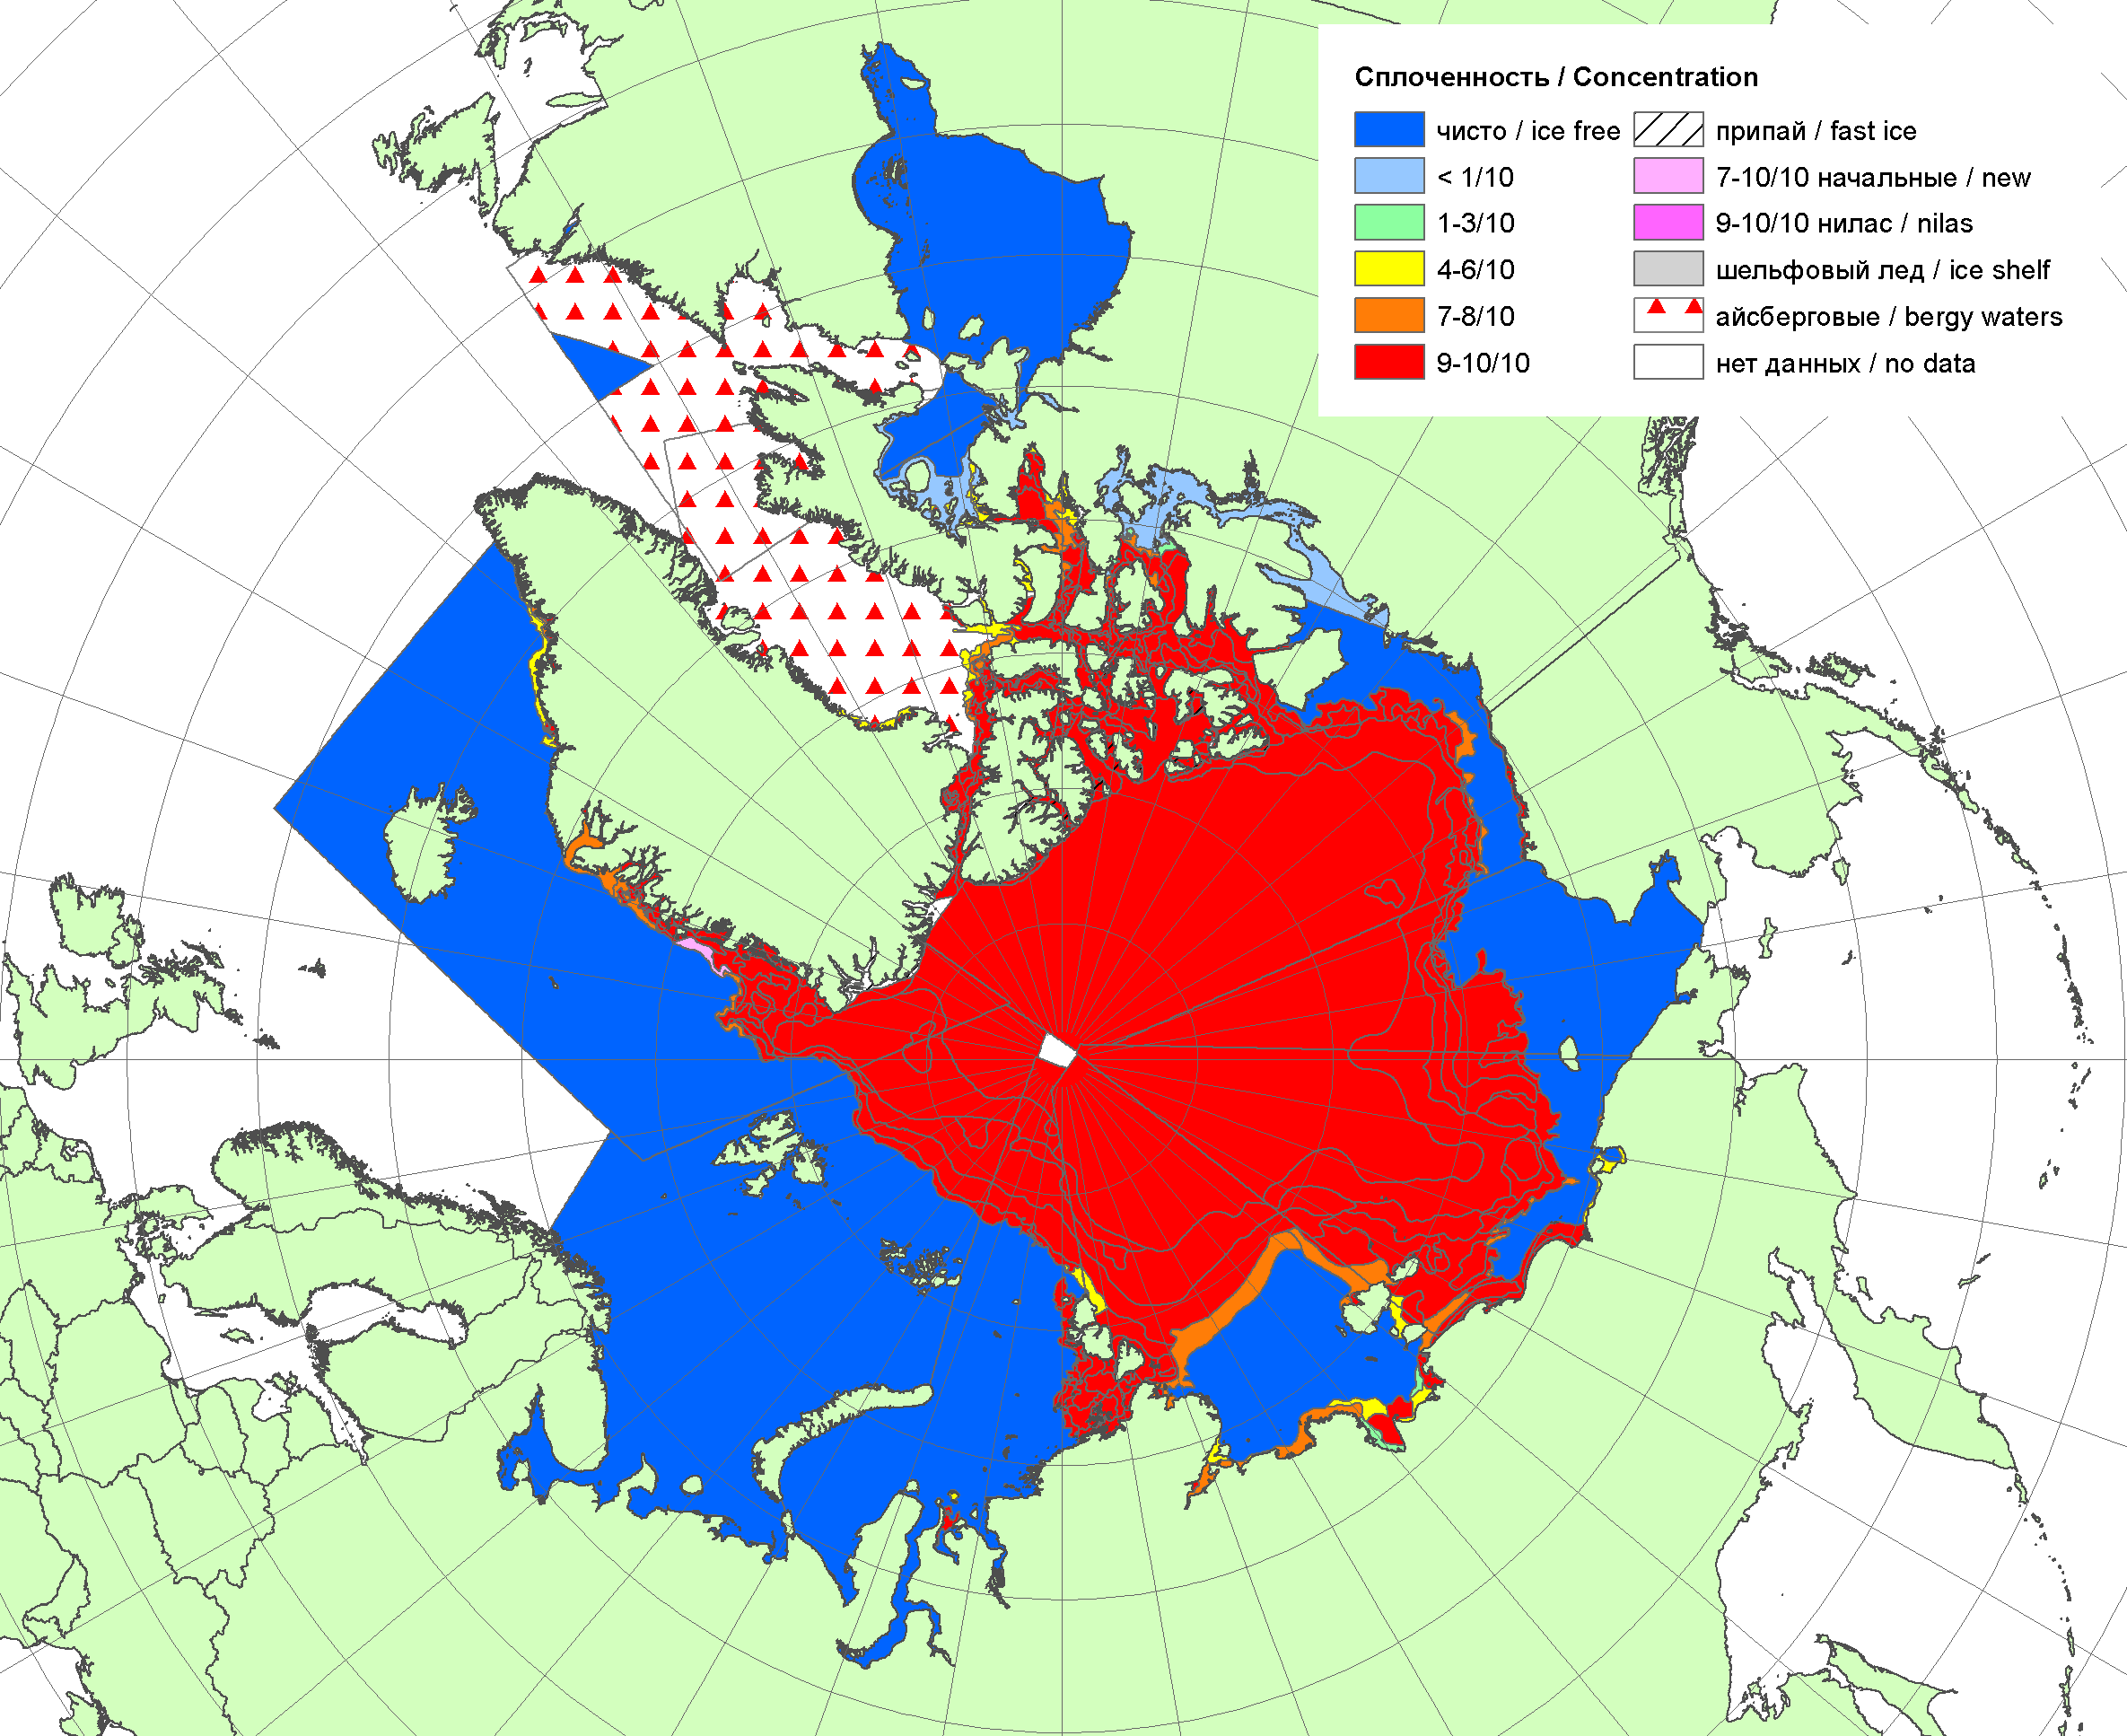 Сплоченность / Concentration
чисто / ice free
< 1/10
1-3/10
4-6/10
7-8/10
9-10/10
припай / fast ice
7-10/10 начальные / new
9-10/10 нилас / nilas
шельфовый лед / ice shelf
айсберговые / bergy waters
нет данных / no data